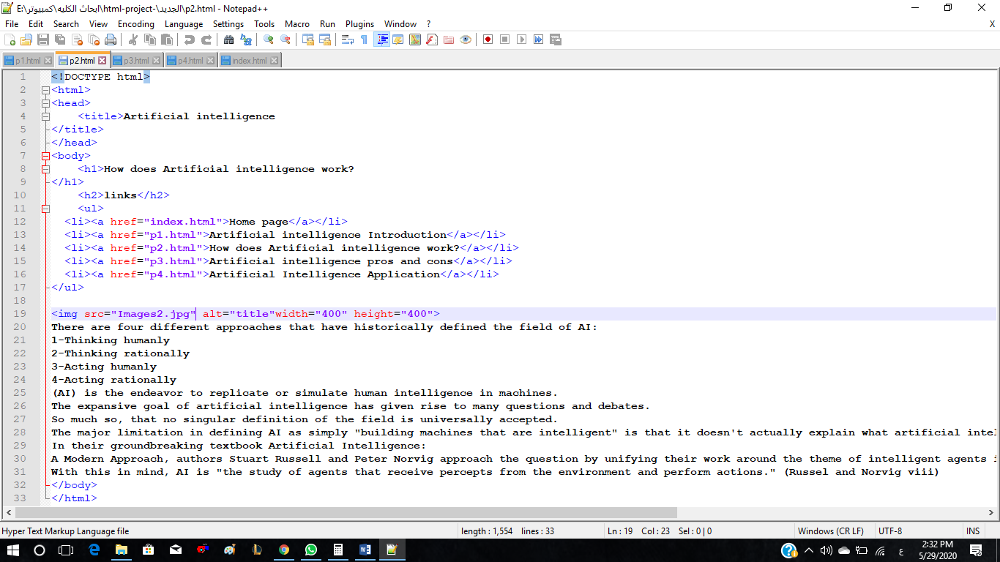 E:\ابحاث الكليه\كمبيوتر\html-project-الجديد\p2.html - Notepad++
File Edit Search View Encoding Language Settings Tools Macro Run Plugins Window ? X
p1.html p2.html p3.html p4.html index.html
1 <!DOCTYPE html>
2 <html>
3 <head>
4 <title>Artificial intelligence
5 </title>
6 </head>
7 <body>
8 <h1>How does Artificial intelligence work?
9 </h1>
10 <h2>links</h2>
11 <ul>
12 <li><a href="index.html">Home page</a></li>
13 <li><a href="p1.html">Artificial intelligence Introduction</a></li>
14 <li><a href="p2.html">How does Artificial intelligence work?</a></li>
15 <li><a href="p3.html">Artificial intelligence pros and cons</a></li>
16 <li><a href="p4.html">Artificial Intelligence Application</a></li>
17 </ul>
18
19 <img src="Images2.jpg" alt="title"width="400" height="400">
20 There are four different approaches that have historically defined the field of AI:
21 1-Thinking humanly
22 2-Thinking rationally
23 3-Acting humanly
24 4-Acting rationally
25 (AI) is the endeavor to replicate or simulate human intelligence in machines.
26 The expansive goal of artificial intelligence has given rise to many questions and debates.
27 So much so, that no singular definition of the field is universally accepted.
28 The major limitation in defining AI as simply "building machines that are intelligent" is that it doesn't actually explain what artificial intel
29 In their groundbreaking textbook Artificial Intelligence:
30 A Modern Approach, authors Stuart Russell and Peter Norvig approach the question by unifying their work around the theme of intelligent agents i
31 With this in mind, AI is "the study of agents that receive percepts from the environment and perform actions." (Russel and Norvig viii)
32 </body>
33 </html>
Hyper Text Markup Language file length : 1,554 lines : 33 Ln : 19 Col : 23 Sel : 0 | 0 Windows (CR LF) UTF-8 INS
ع 2:32 PM
5/29/2020